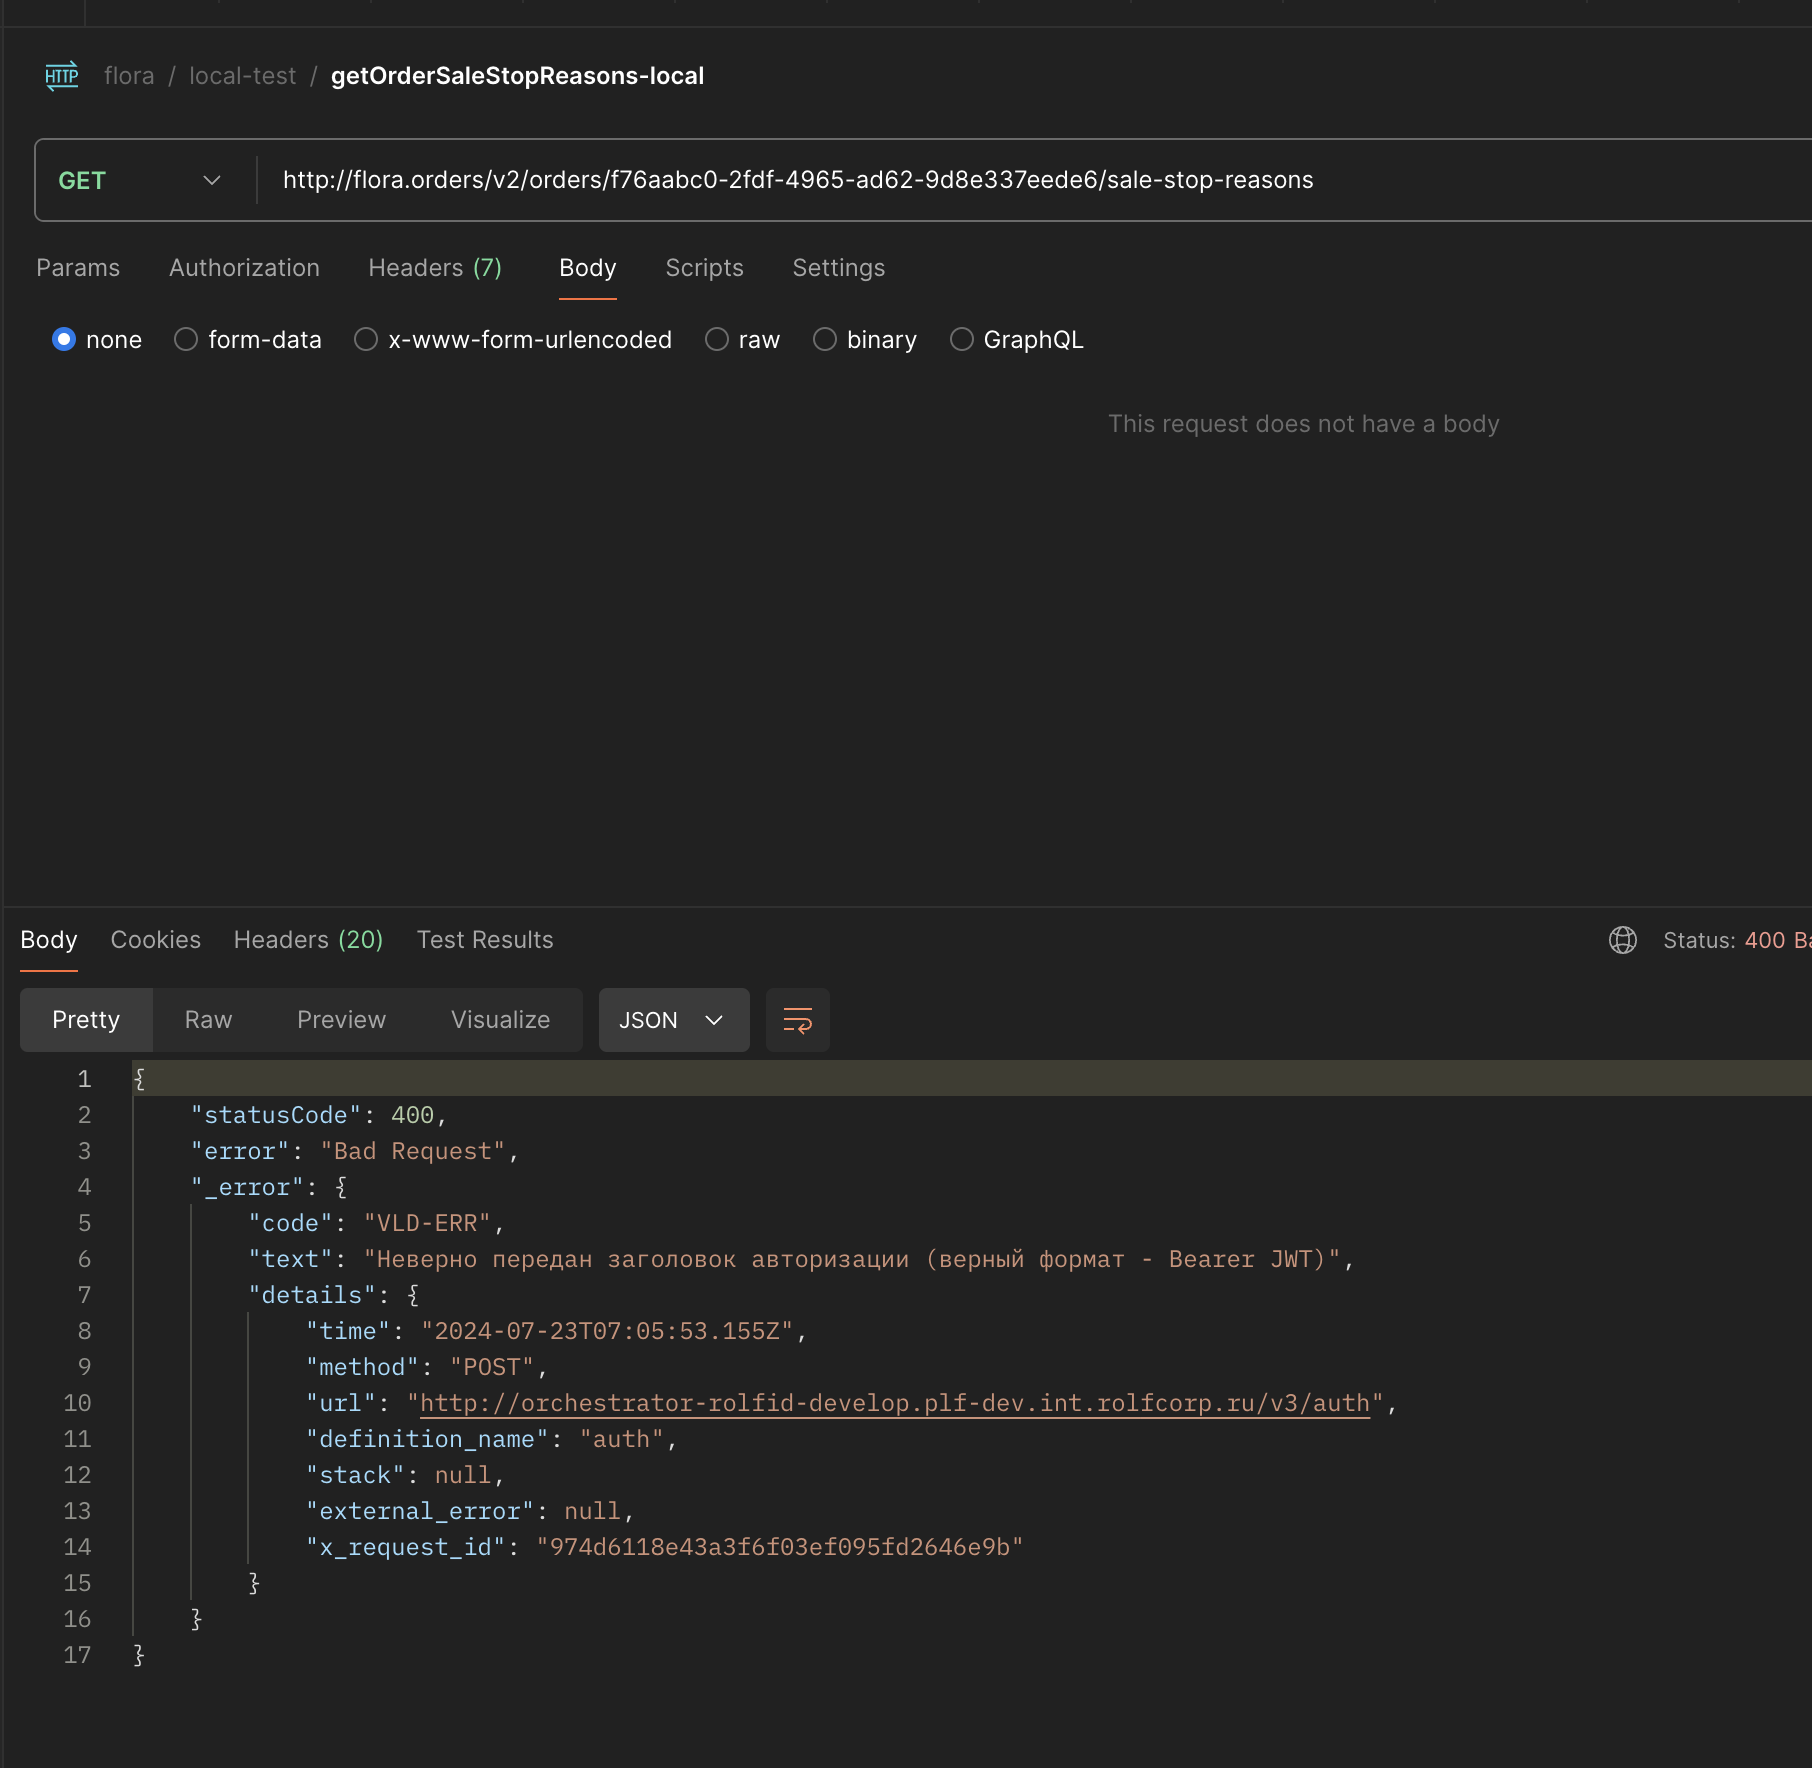 HTTP flora / local-test / getOrderSaleStopReasons-local
GET http://flora.orders/v2/orders/f76aabc0-2fdf-4965-ad62-9d8e337eede6/sale-stop-reasons
Params Authorization Headers (7) Body Scripts Settings
none form-data x-www-form-urlencoded raw binary GraphQL
This request does not have a body
Body Cookies Headers (20) Test Results Status: 400 Ba
Pretty Raw Preview Visualize JSON
1 {
2 "statusCode": 400,
3 "error": "Bad Request",
4 "_error": {
5 "code": "VLD-ERR",
6 "text": "Неверно передан заголовок авторизации (верный формат - Bearer JWT)",
7 "details": {
8 "time": "2024-07-23T07:05:53.155Z",
9 "method": "POST",
10 "url": "http://orchestrator-rolfid-develop.plf-dev.int.rolfcorp.ru/v3/auth",
11 "definition_name": "auth",
12 "stack": null,
13 "external_error": null,
14 "x_request_id": "974d6118e43a3f6f03ef095fd2646e9b"
15 }
16 }
17 }